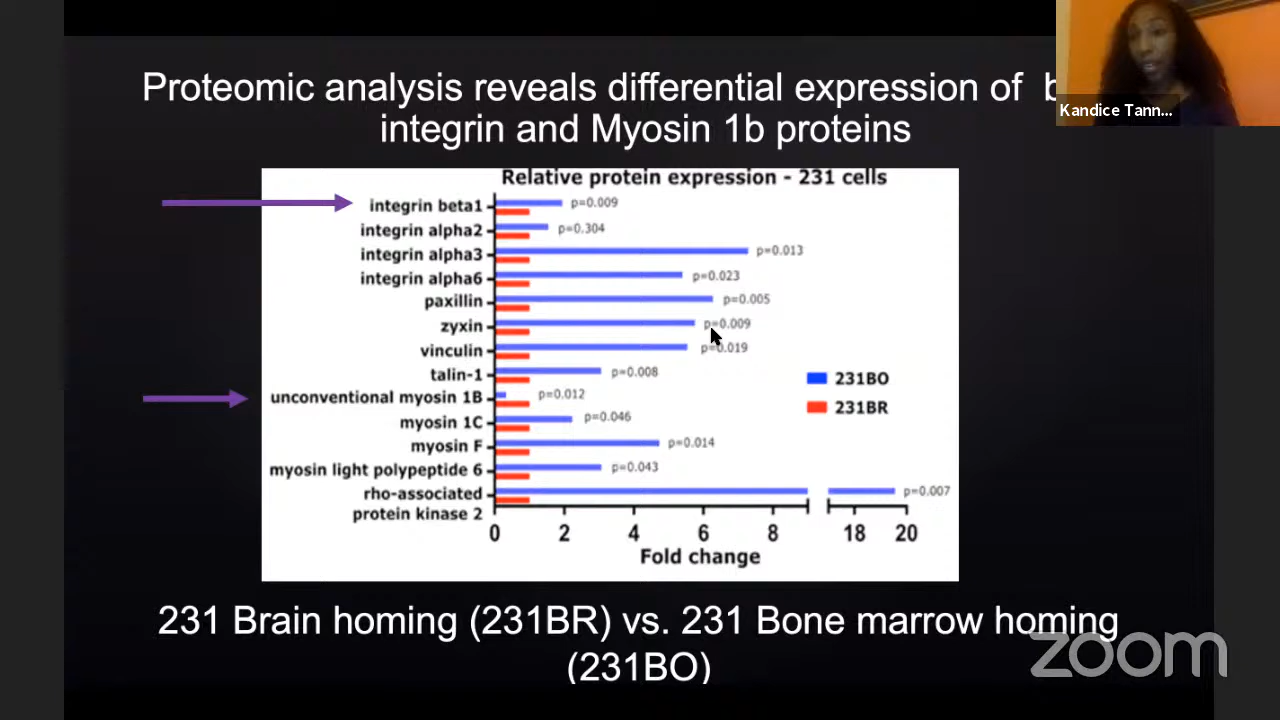 Proteomic analysis reveals differential expression of
integrin and Myosin 1b proteins
Kandice Tann...
Relative protein expression - 231 cells
integrin beta1 p=0.009
integrin alpha2 p=0.304
integrin alpha3 p=0.013
integrin alpha6 p=0.023
paxillin p=0.005
zyxin p=0.009
vinculin p=0.019
talin-1 p=0.008
unconventional myosin 1B p=0.012
myosin 1C p=0.046
myosin F p=0.014
myosin light polypeptide 6 p=0.043
rho-associated p=0.007
protein kinase 2
231BO
231BR
0 2 4 6 8 18 20
Fold change
231 Brain homing (231BR) vs. 231 Bone marrow homing
(231BO)
zoom